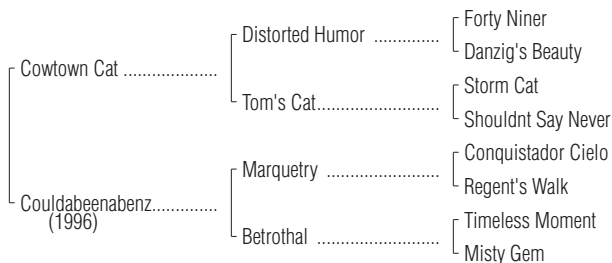 Forty Niner
Distorted Humor ..............
Danzig's Beauty
Cowtown Cat ....................
Storm Cat
Tom's Cat..........................
Shouldnt Say Never
Conquistador Cielo
Marquetry ........................
Regent's Walk
Couldabeenabenz..............
(1996)
Timeless Moment
Betrothal ..........................
Misty Gem